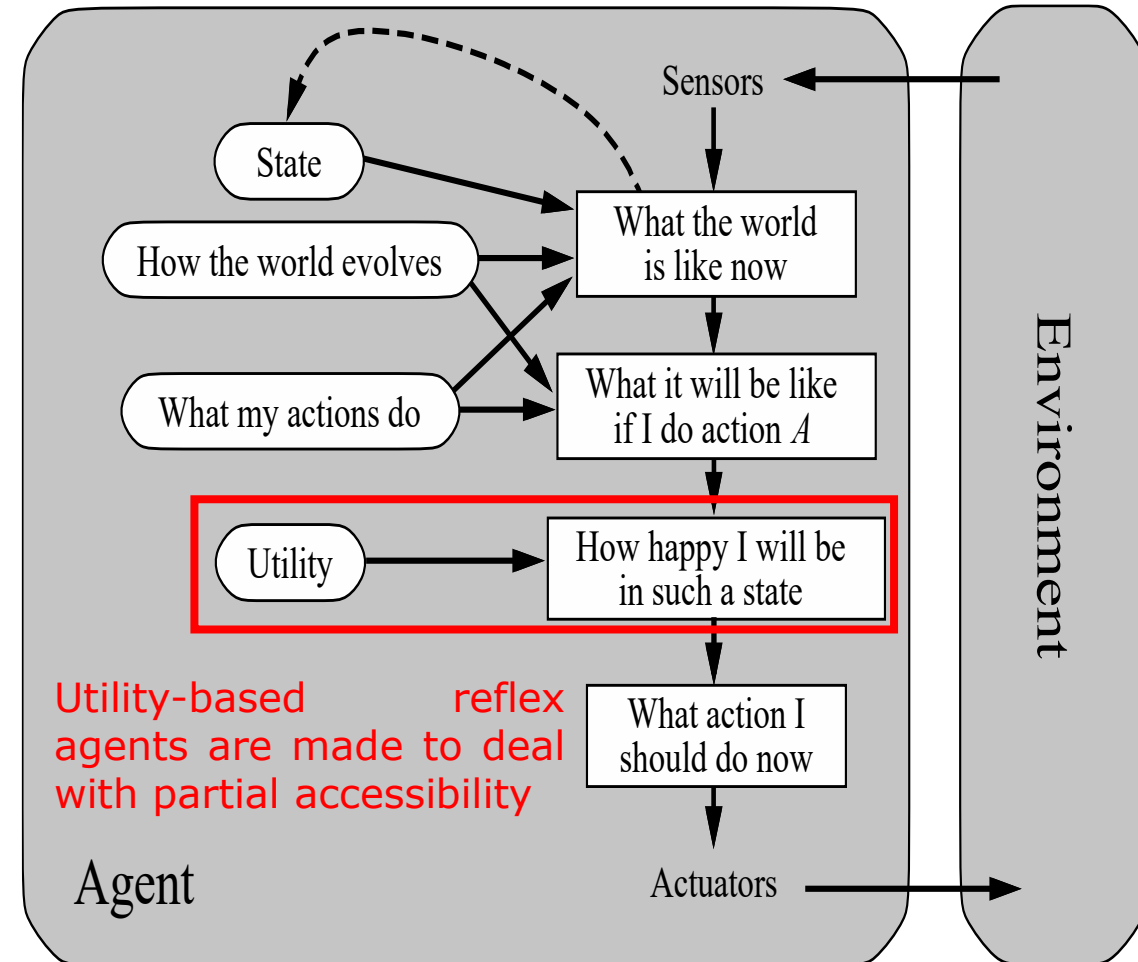 Sensors
State
What the world
is like now
How the world evolves
What it will be like
if I do action A
What my actions do
Utility
How happy I will be
in such a state
Utility-based reflex
agents are made to deal
with partial accessibility
What action I
should do now
Agent
Actuators
Environment